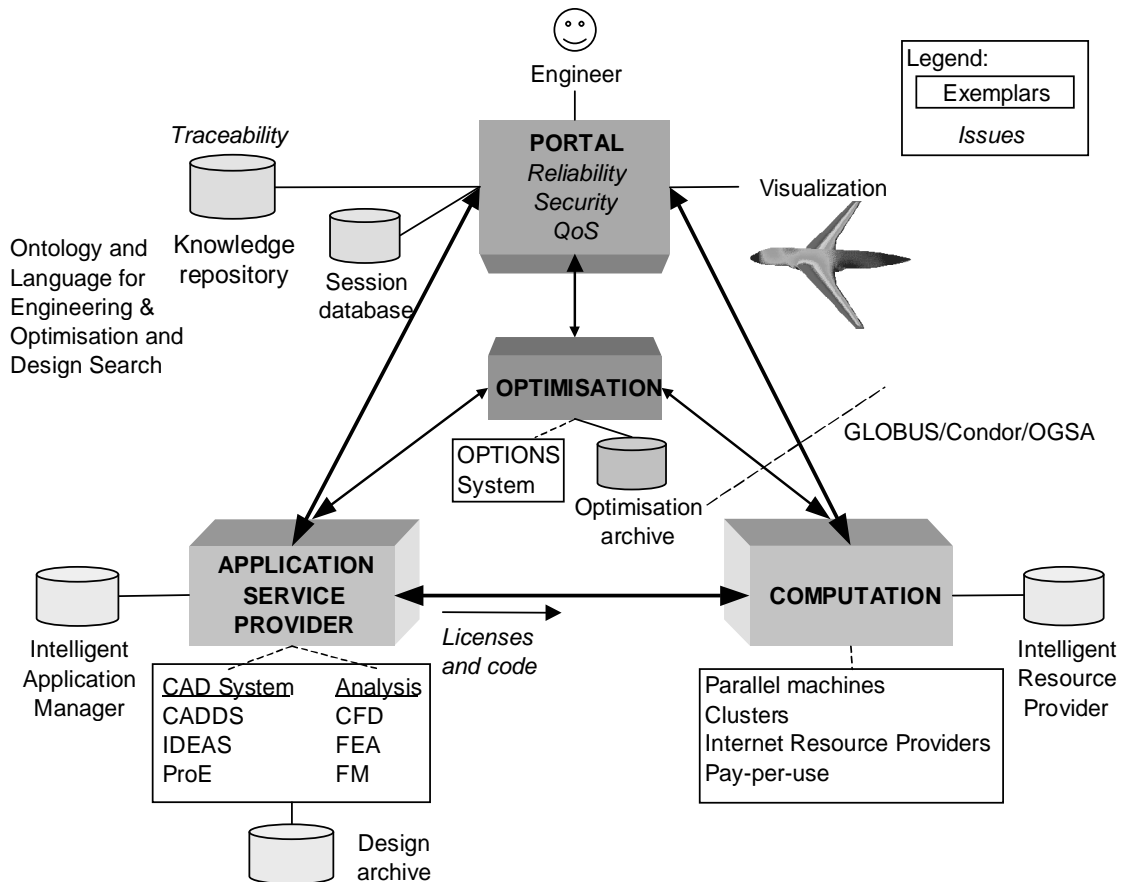 Engineer
Legend:
Exemplars
Issues
Traceability
PORTAL
Reliability
Security
QoS
Visualization
Knowledge
repository
Ontology and
Language for
Engineering &
Optimisation and
Design Search
Session
database
OPTIMISATION
GLOBUS/Condor/OGSA
OPTIONS
System
Optimisation
archive
APPLICATION
SERVICE
PROVIDER
COMPUTATION
Licenses
and code
Intelligent
Application
Manager
Intelligent
Resource
Provider
CAD System Analysis
CADDS CFD
IDEAS FEA
ProE FM
Parallel machines
Clusters
Internet Resource Providers
Pay-per-use
Design
archive